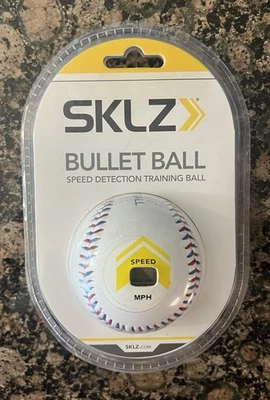 SKLZ
BULLET BALL
SPEED DETECTION TRAINING BALL
SPEED
MPH
SKLZ.COM